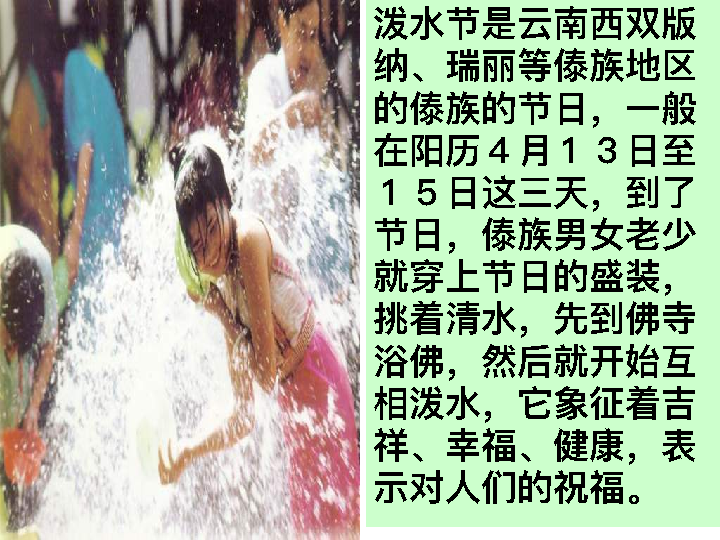 泼水节是云南西双版
纳、瑞丽等傣族地区
的傣族的节日，一般
在阳历４月１３日至
１５日这三天，到了
节日，傣族男女老少
就穿上节日的盛装，
挑着清水，先到佛寺
浴佛，然后就开始互
相泼水，它象征着吉
祥、幸福、健康，表
示对人们的祝福。